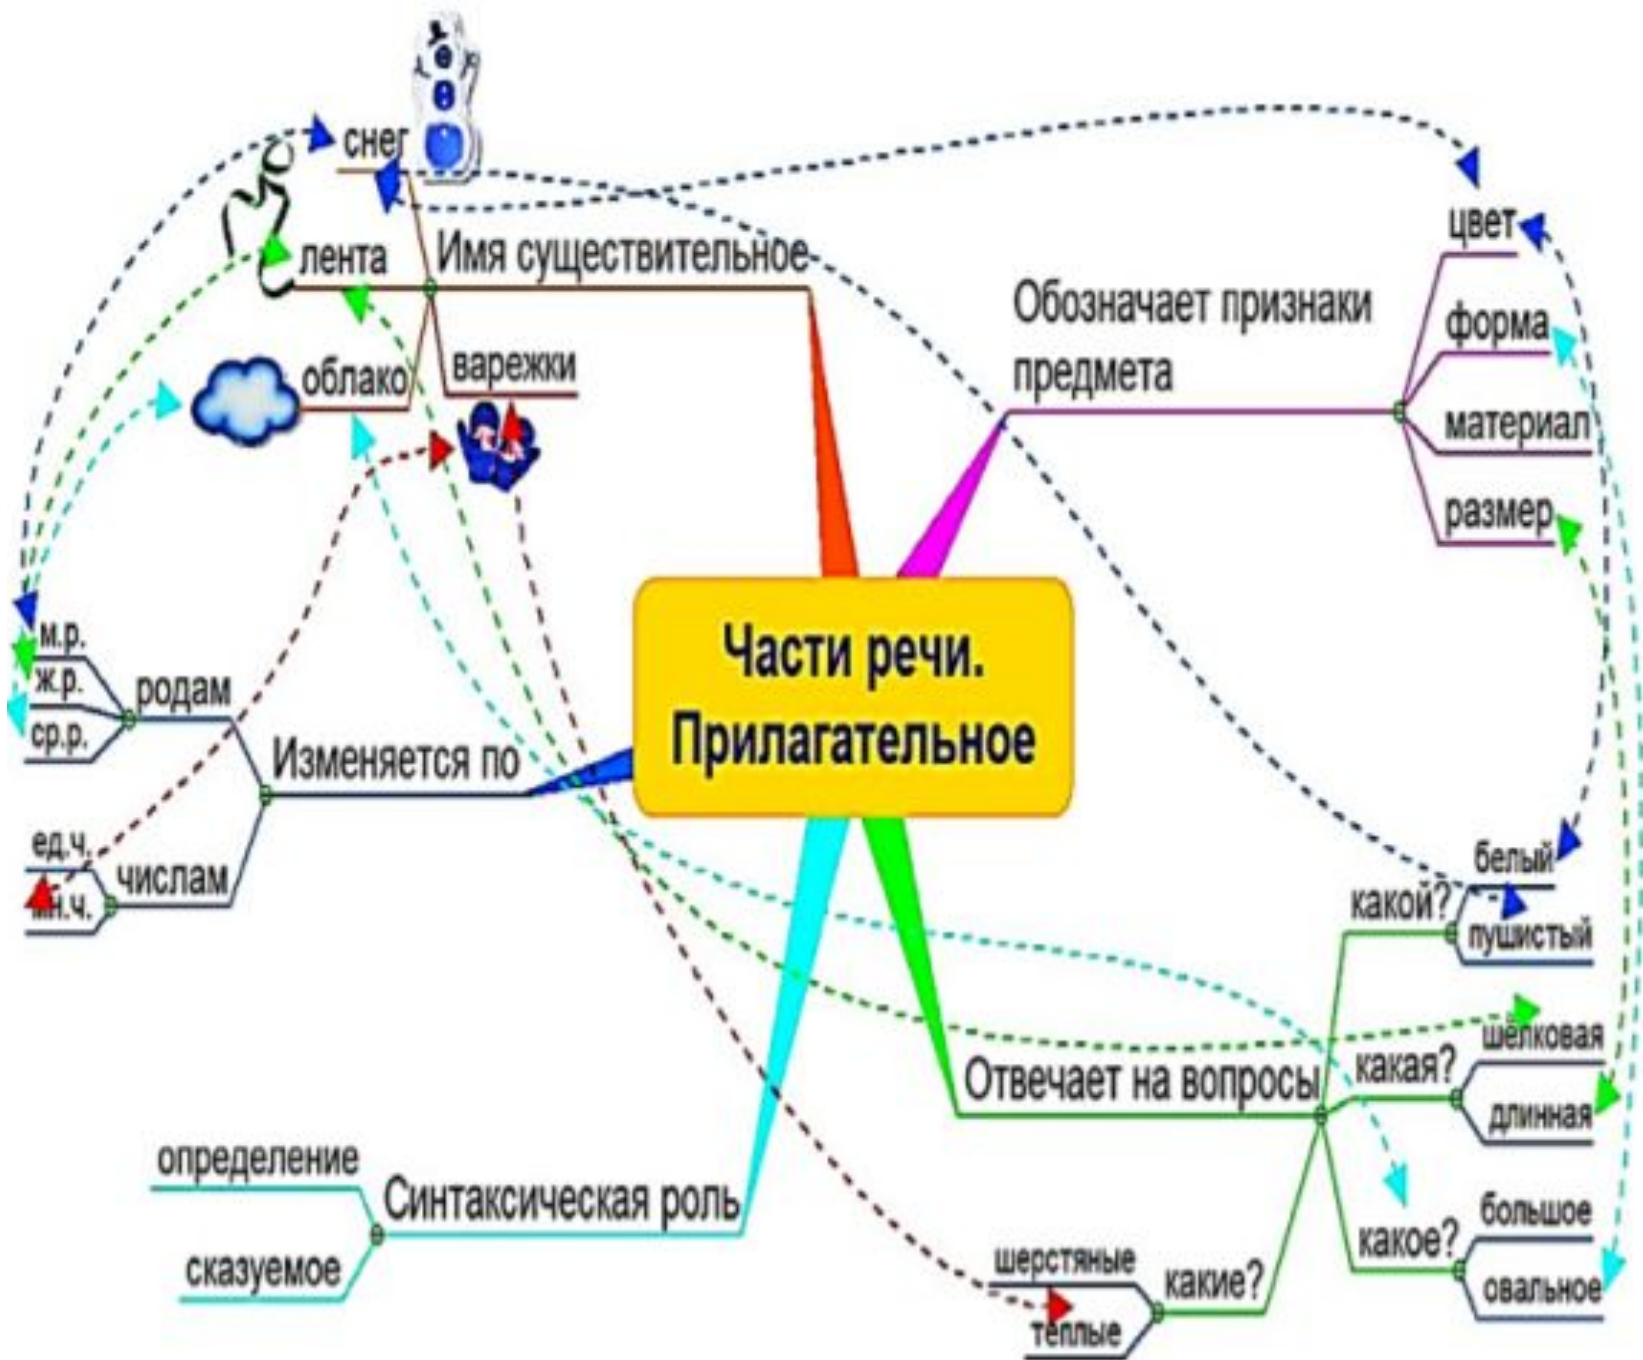 снег
лента
облако
варежки
Имя существительное
Обозначает признаки
предмета
цвет
форма
материал
размер
Части речи.
Прилагательное
м.р.
ж.р.
ср.р.
родам
Изменяется по
ед.ч.
мн.ч.
числам
определение
сказуемое
Синтаксическая роль
Отвечает на вопросы
какой?
белый
пушистый
какая?
шёлковая
длинная
какое?
большое
овальное
какие?
шерстяные
тёплые